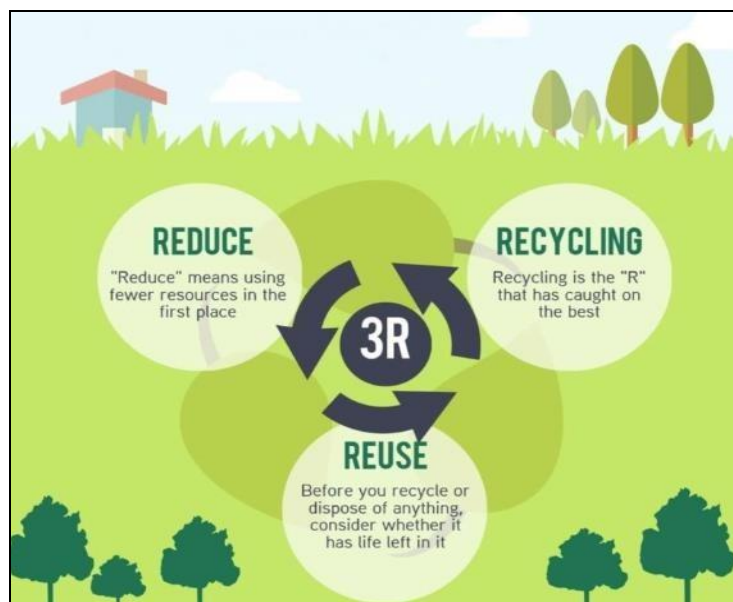 REDUCE
"Reduce" means using
fewer resources in the
first place
RECYCLING
Recycling is the "R"
that has caught on
the best
3R
REUSE
Before you recycle or
dispose of anything,
consider whether it
has life left in it